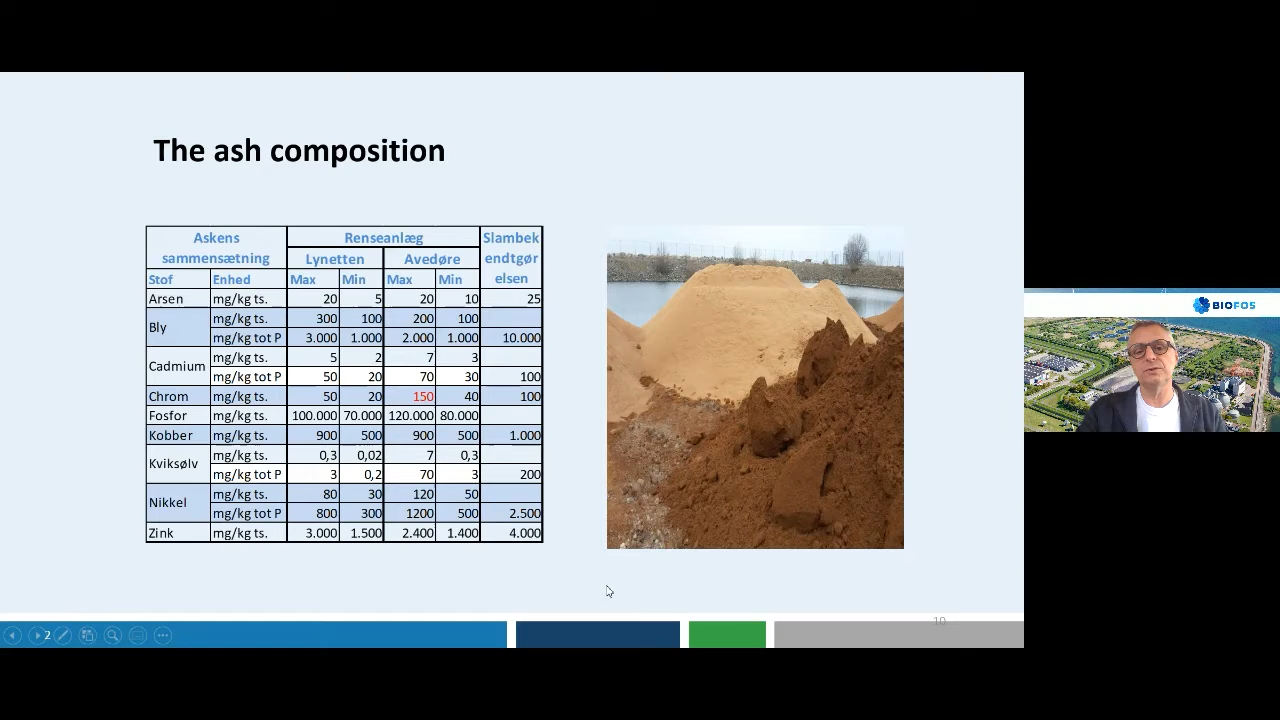 The ash composition
Askens Renseanlæg Slambek
sammensætning Lynetten Avedøre endtgør
Stof Enhed Max Min Max Min elsen
Arsen mg/kg ts. 20 5 20 10 25
Bly mg/kg ts. 300 100 200 100
mg/kg tot P 3.000 1.000 2.000 1.000 10.000
Cadmium mg/kg ts. 5 2 7 3
mg/kg tot P 50 20 70 30 100
Chrom mg/kg ts. 50 20 150 40 100
Fosfor mg/kg ts. 100.000 70.000 120.000 80.000
Kobber mg/kg ts. 900 500 900 500 1.000
Kviksølv mg/kg ts. 0,3 0,02 7 0,3
mg/kg tot P 3 0,2 70 3 200
Nikkel mg/kg ts. 80 30 120 50
mg/kg tot P 800 300 1200 500 2.500
Zink mg/kg ts. 3.000 1.500 2.400 1.400 4.000
BIOFOS
10
2